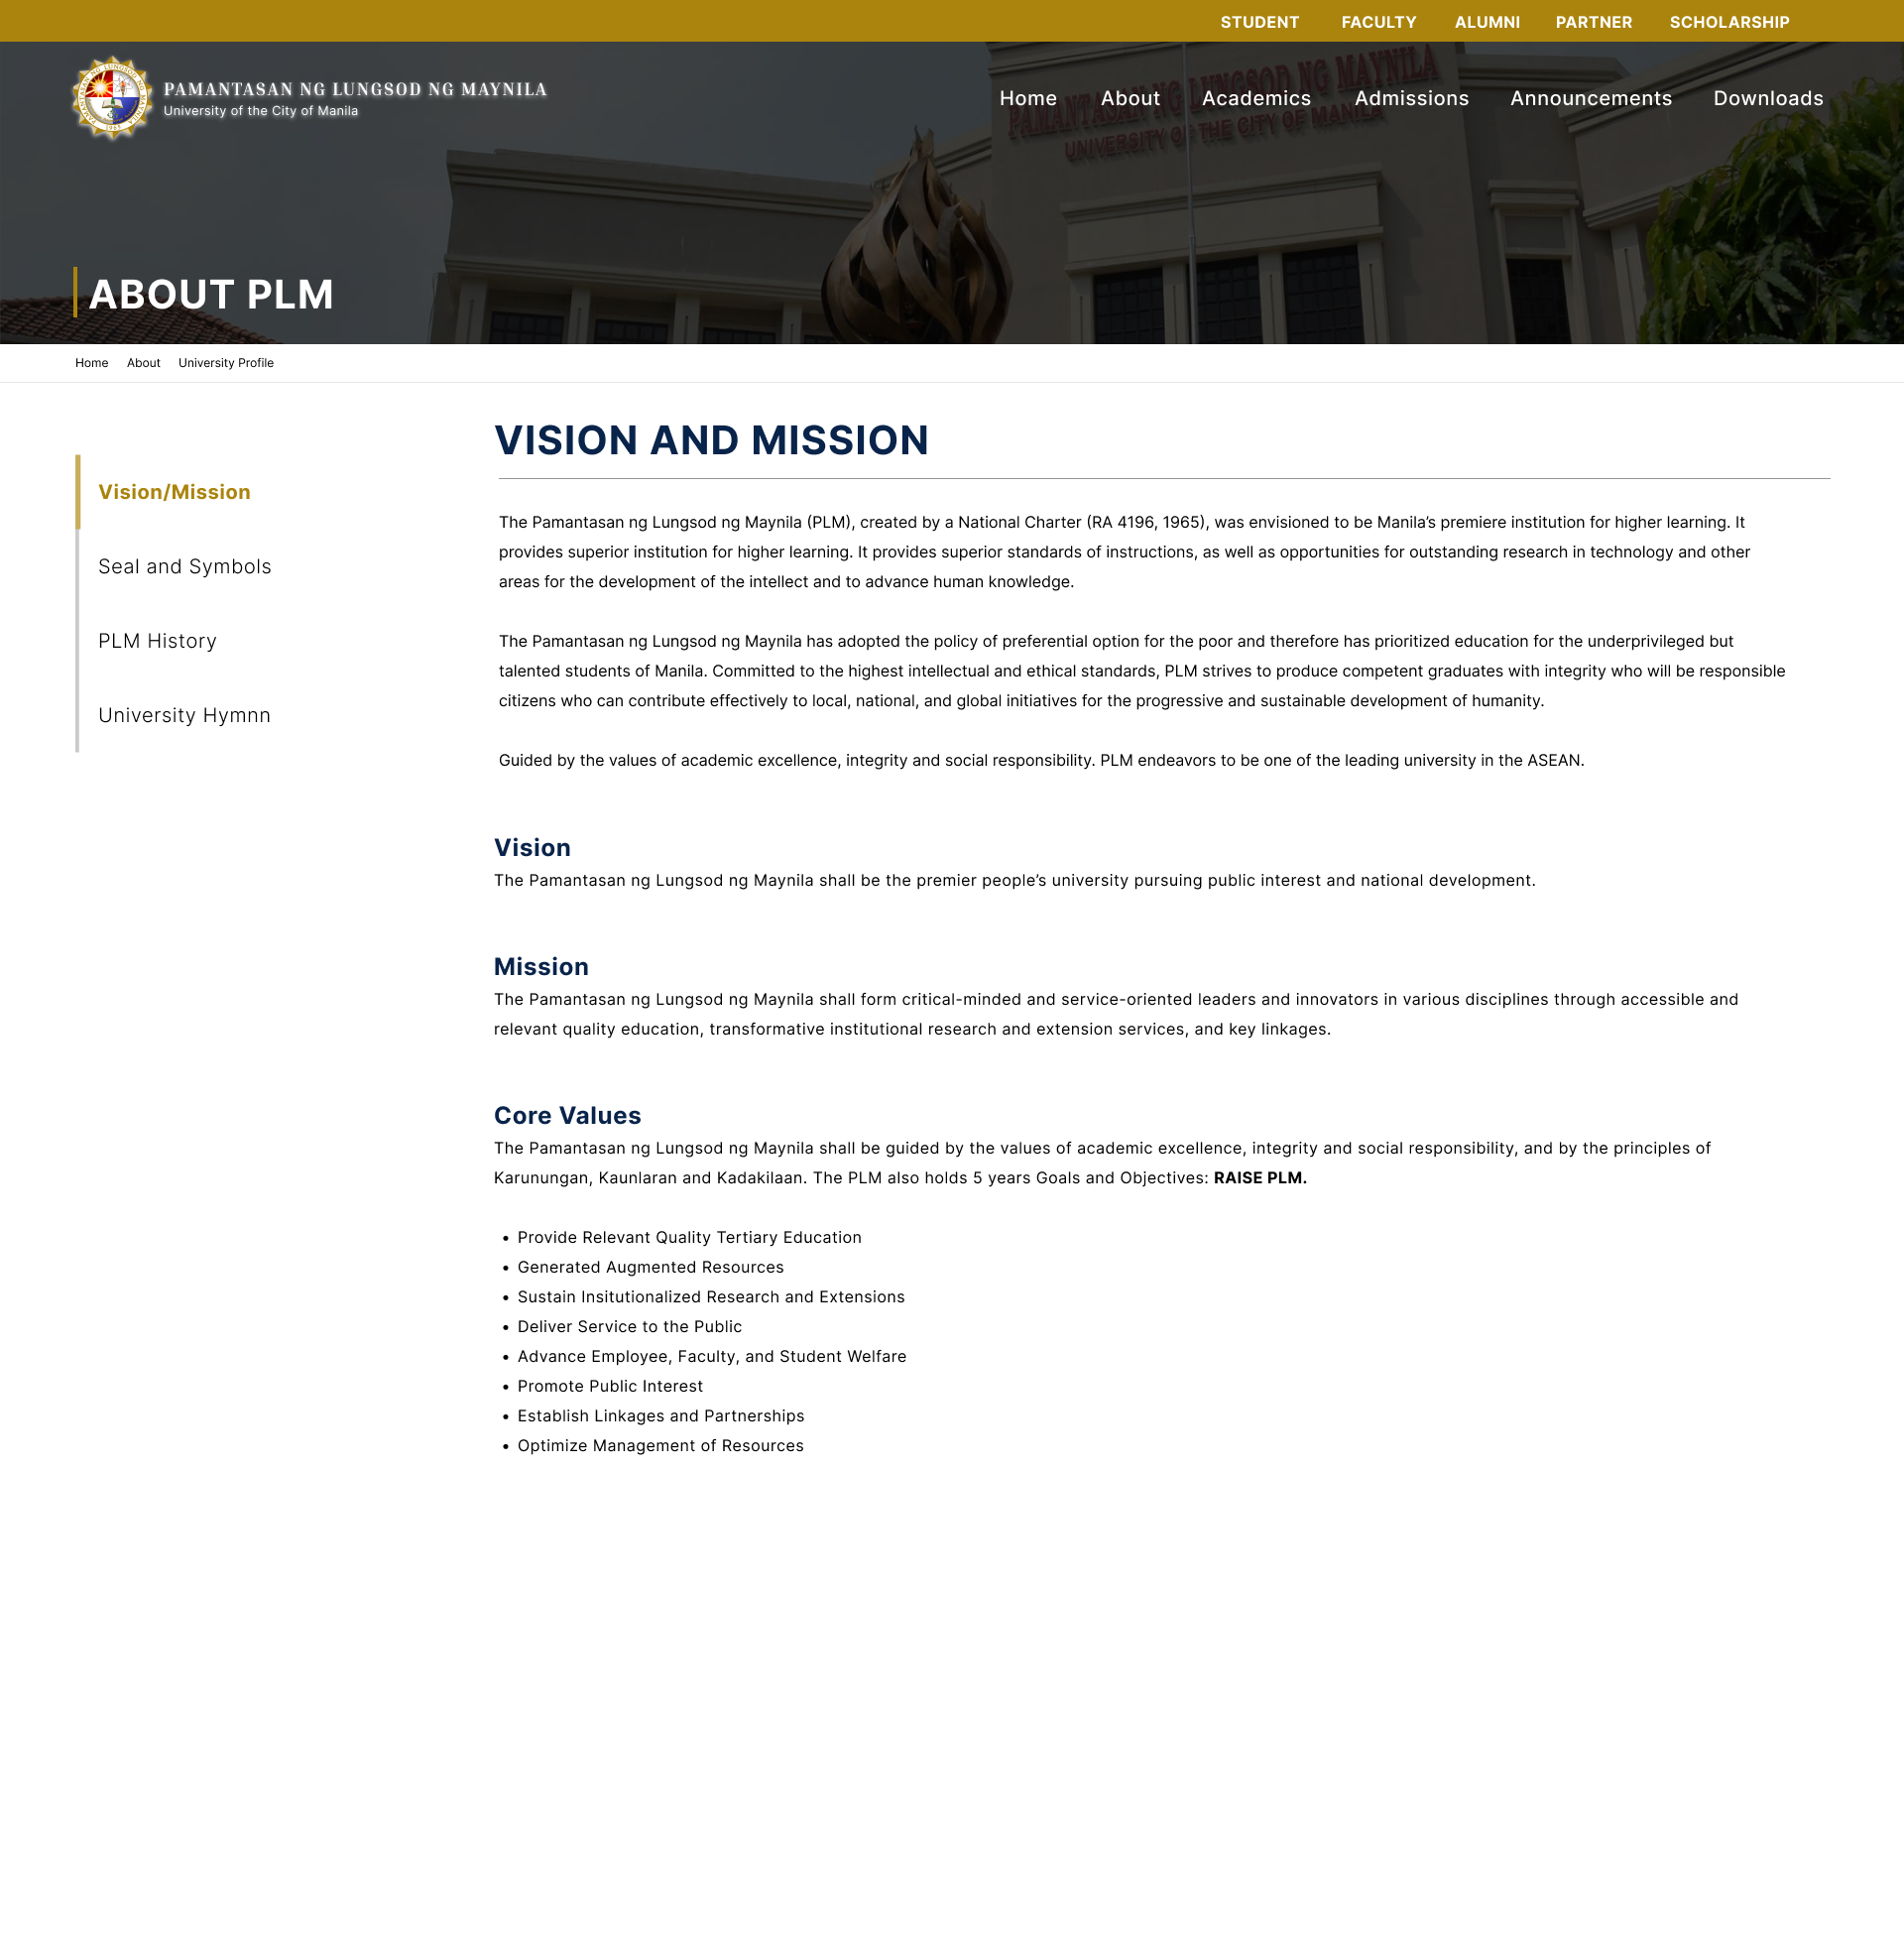 STUDENT FACULTY ALUMNI PARTNER SCHOLARSHIP
PAMANTASAN NG LUNGSOD NG MAYNILA
University of the City of Manila
Home About Academics Admissions Announcements Downloads
PAMANTASAN NG LUNGSOD NG MAYNILA
UNIVERSITY OF THE CITY OF MANILA
ABOUT PLM
Home About University Profile
Vision/Mission
Seal and Symbols
PLM History
University Hymnn
VISION AND MISSION
The Pamantasan ng Lungsod ng Maynila (PLM), created by a National Charter (RA 4196, 1965), was envisioned to be Manila’s premiere institution for higher learning. It
provides superior institution for higher learning. It provides superior standards of instructions, as well as opportunities for outstanding research in technology and other
areas for the development of the intellect and to advance human knowledge.
The Pamantasan ng Lungsod ng Maynila has adopted the policy of preferential option for the poor and therefore has prioritized education for the underprivileged but
talented students of Manila. Committed to the highest intellectual and ethical standards, PLM strives to produce competent graduates with integrity who will be responsible
citizens who can contribute effectively to local, national, and global initiatives for the progressive and sustainable development of humanity.
Guided by the values of academic excellence, integrity and social responsibility. PLM endeavors to be one of the leading university in the ASEAN.
Vision
The Pamantasan ng Lungsod ng Maynila shall be the premier people’s university pursuing public interest and national development.
Mission
The Pamantasan ng Lungsod ng Maynila shall form critical-minded and service-oriented leaders and innovators in various disciplines through accessible and
relevant quality education, transformative institutional research and extension services, and key linkages.
Core Values
The Pamantasan ng Lungsod ng Maynila shall be guided by the values of academic excellence, integrity and social responsibility, and by the principles of
Karunungan, Kaunlaran and Kadakilaan. The PLM also holds 5 years Goals and Objectives: RAISE PLM.
• Provide Relevant Quality Tertiary Education
• Generated Augmented Resources
• Sustain Insitutionalized Research and Extensions
• Deliver Service to the Public
• Advance Employee, Faculty, and Student Welfare
• Promote Public Interest
• Establish Linkages and Partnerships
• Optimize Management of Resources